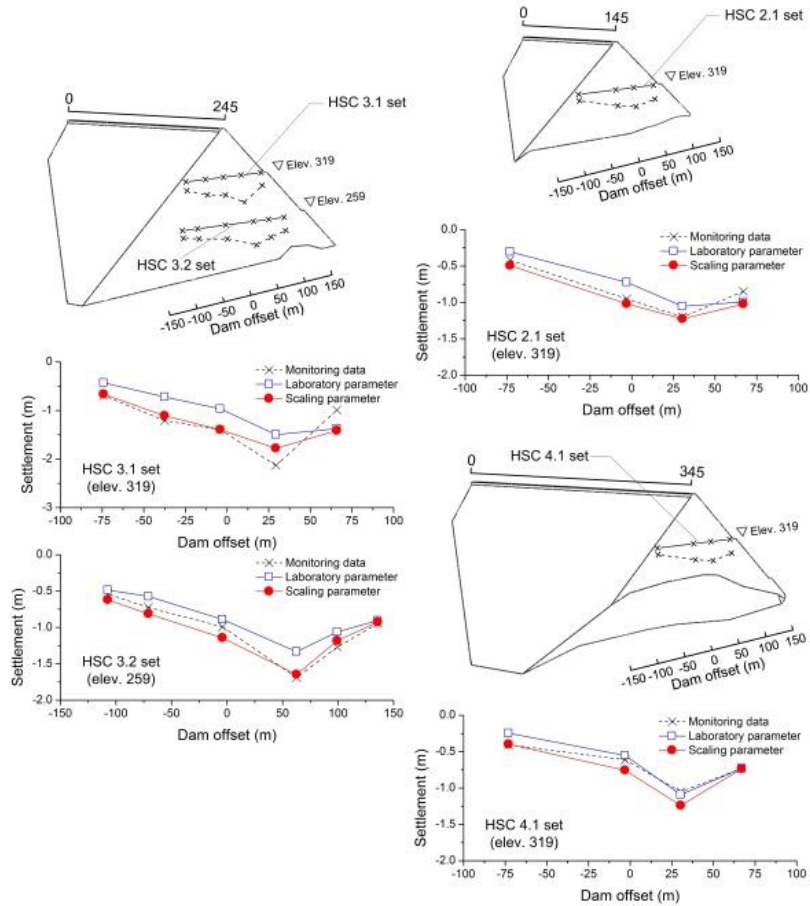 0
245
HSC 3.1 set
Elev. 319
Elev. 259
HSC 3.2 set
-150 -100 -50 0 50 100 150
Dam offset (m)
0
145
HSC 2.1 set
Elev. 319
-150 -100 -50 0 50 100 150
Dam offset (m)
0
-1
-2
-3
Settlement (m)
Monitoring data
Laboratory parameter
Scaling parameter
HSC 3.1 set
(elev. 319)
-100 -75 -50 -25 0 25 50 75 100
Dam offset (m)
0.0
-0.5
-1.0
-1.5
-2.0
Settlement (m)
Monitoring data
Laboratory parameter
Scaling parameter
HSC 2.1 set
(elev. 319)
-100 -75 -50 -25 0 25 50 75 100
Dam offset (m)
0.0
-0.5
-1.0
-1.5
-2.0
Settlement (m)
Monitoring data
Laboratory parameter
Scaling parameter
HSC 3.2 set
(elev. 259)
-150 -100 -50 0 50 100 150
Dam offset (m)
0
345
HSC 4.1 set
Elev. 319
-150 -100 -50 0 50 100 150
Dam offset (m)
0.0
-0.5
-1.0
-1.5
-2.0
Settlement (m)
Monitoring data
Laboratory parameter
Scaling parameter
HSC 4.1 set
(elev. 319)
-100 -75 -50 -25 0 25 50 75 100
Dam offset (m)